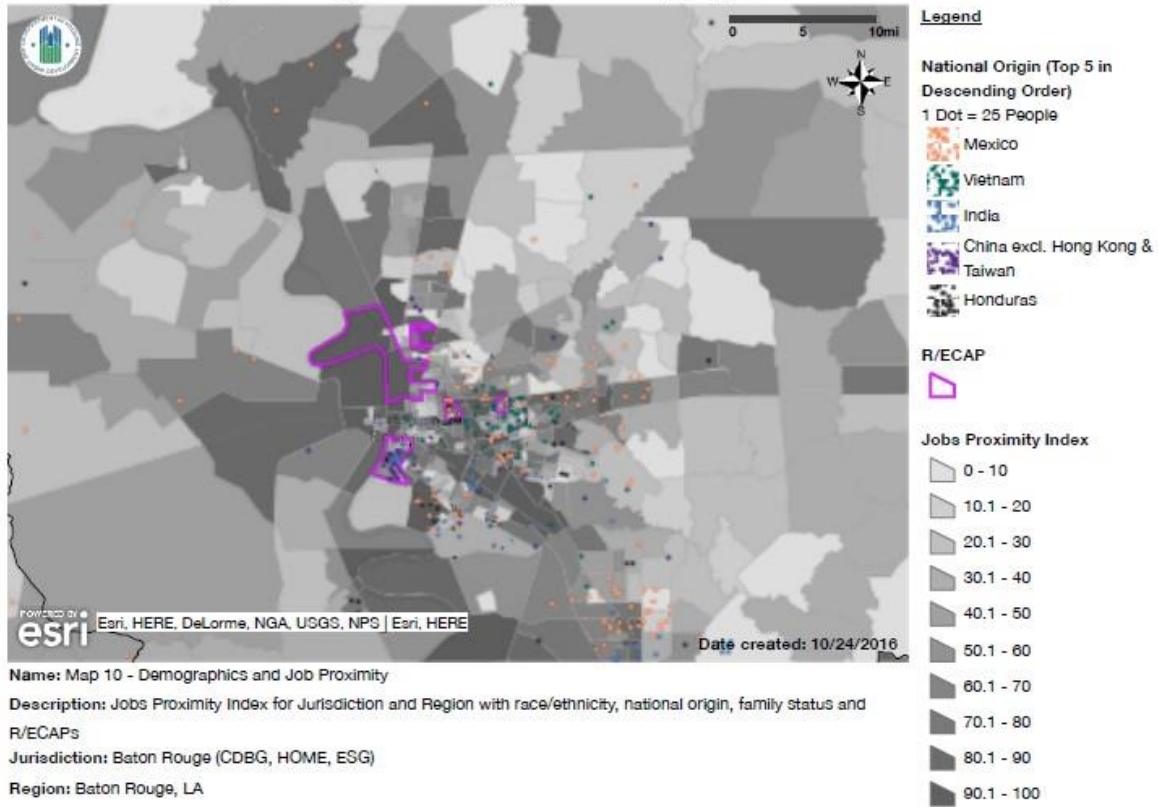 0 5 10mi
N
W E
S
POWERED BY
esri
Esri, HERE, DeLorme, NGA, USGS, NPS | Esri, HERE
Date created: 10/24/2016
Name: Map 10 - Demographics and Job Proximity
Description: Jobs Proximity Index for Jurisdiction and Region with race/ethnicity, national origin, family status and
R/ECAPs
Jurisdiction: Baton Rouge (CDBG, HOME, ESG)
Region: Baton Rouge, LA
Legend
National Origin (Top 5 in
Descending Order)
1 Dot = 25 People
Mexico
Vietnam
India
China excl. Hong Kong &
Taiwan
Honduras
R/ECAP
Jobs Proximity Index
0 - 10
10.1 - 20
20.1 - 30
30.1 - 40
40.1 - 50
50.1 - 60
60.1 - 70
70.1 - 80
80.1 - 90
90.1 - 100